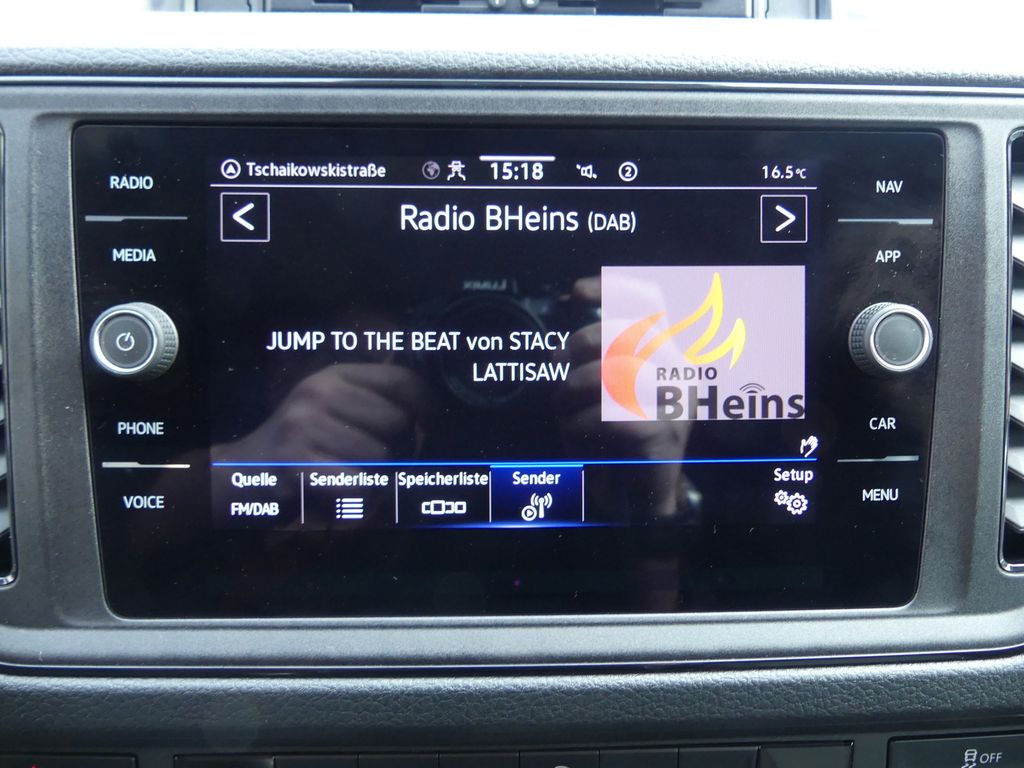 RADIO
MEDIA
PHONE
VOICE
Tschaikowskistraße
15:18
2
16.5°C
Radio BHeins (DAB)
JUMP TO THE BEAT von STACY
LATTISAW
RADIO
BHeins
Quelle
FM/DAB
Senderliste
Speicherliste
Sender
Setup
NAV
APP
CAR
MENU
OFF
LUMIX